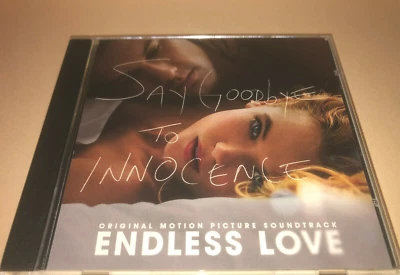 SAY GOODBYE
TO
INNOCENCE
ORIGINAL MOTION PICTURE SOUNDTRACK
ENDLESS LOVE